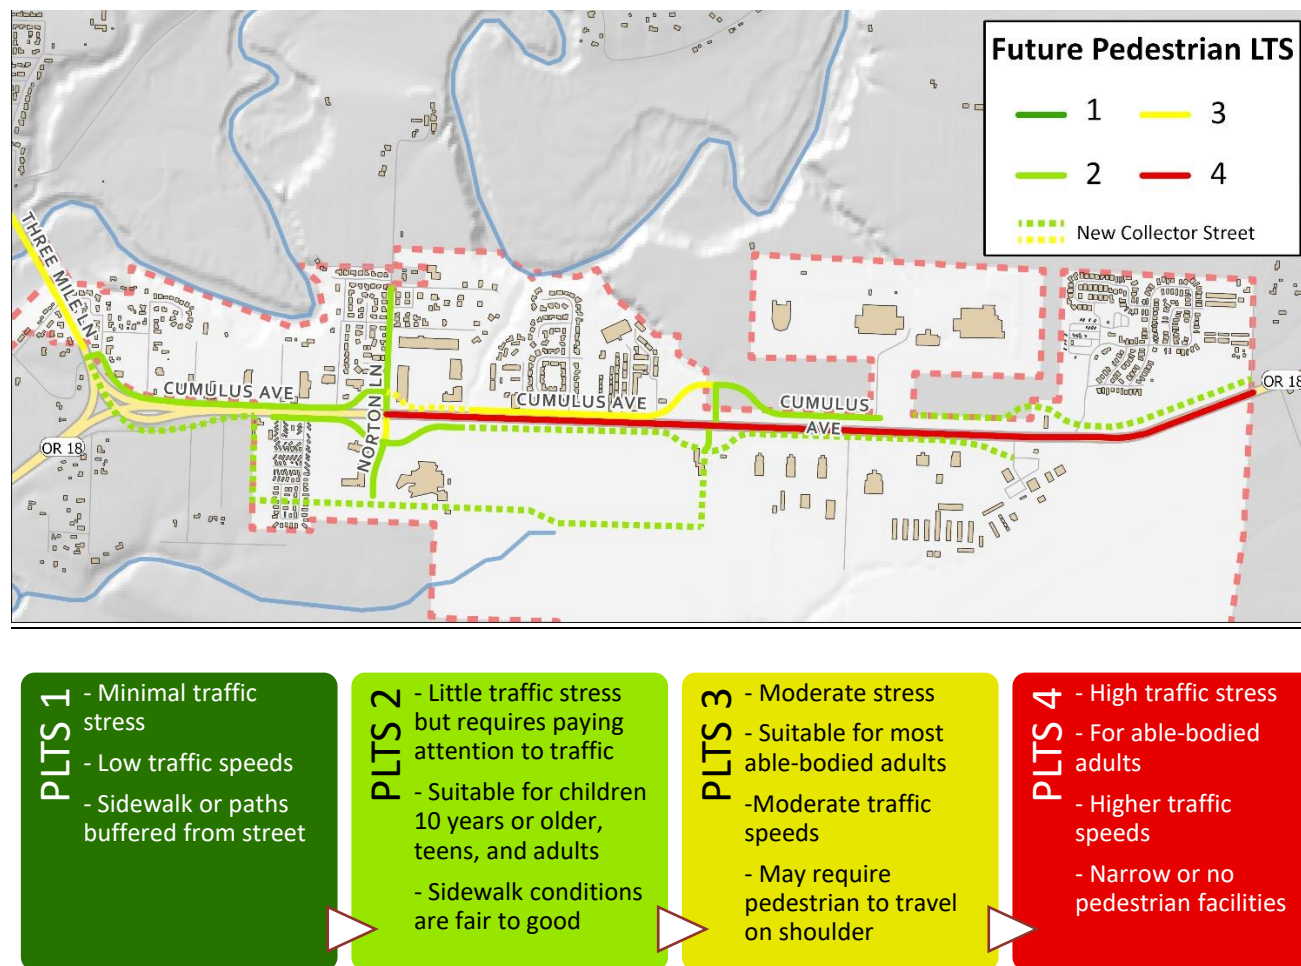 Future Pedestrian LTS
1
3
2
4
New Collector Street
THREE MILE LN
CUMULUS AVE
NORTON LN
CUMULUS AVE
CUMULUS
AVE
OR 18
OR 18
PLTS 1
- Minimal traffic
stress
- Low traffic speeds
- Sidewalk or paths
buffered from street
PLTS 2
- Little traffic stress
but requires paying
attention to traffic
- Suitable for children
10 years or older,
teens, and adults
- Sidewalk conditions
are fair to good
PLTS 3
- Moderate stress
- Suitable for most
able-bodied adults
-Moderate traffic
speeds
- May require
pedestrian to travel
on shoulder
PLTS 4
- High traffic stress
- For able-bodied
adults
- Higher traffic
speeds
- Narrow or no
pedestrian facilities